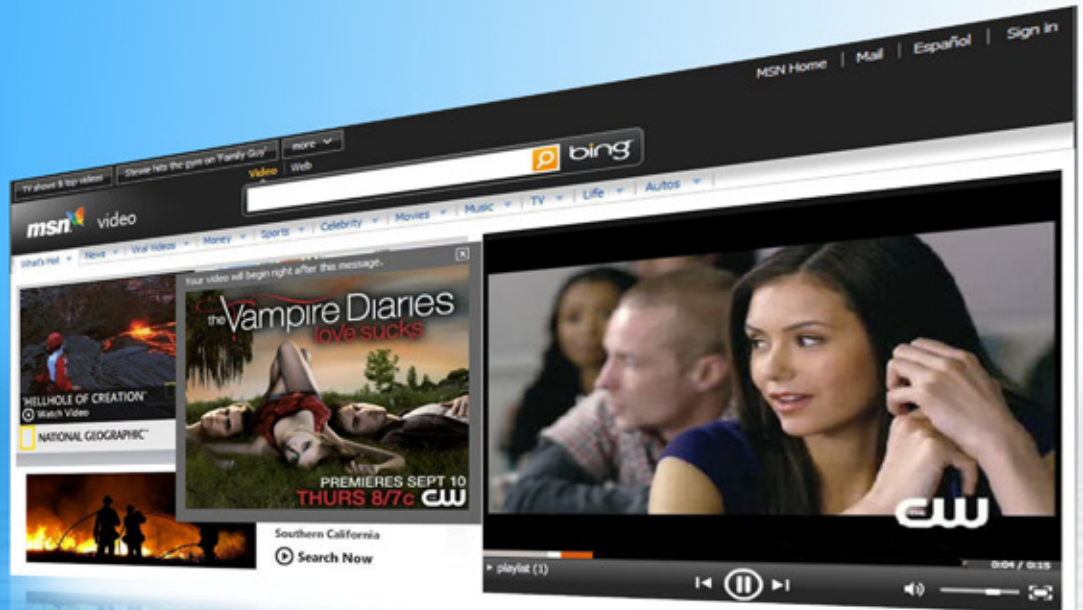 MSN Home | Mail | Español | Sign in
TV shows & top videos
Stewie hits the gym on 'Family Guy'
more
Video | Web
bing
msn video
What's Hot
News
Viral Videos
Money
Sports
Celebrity
Movies
Music
TV
Life
Autos
Your video will begin right after this message.
the Vampire Diaries
love sucks
PREMIERES SEPT 10
THURS 8/7c CW
"HELLHOLE OF CREATION"
Watch Video
NATIONAL GEOGRAPHIC™
Southern California
Search Now
THE CW
playlist (1)
0:04 / 0:15